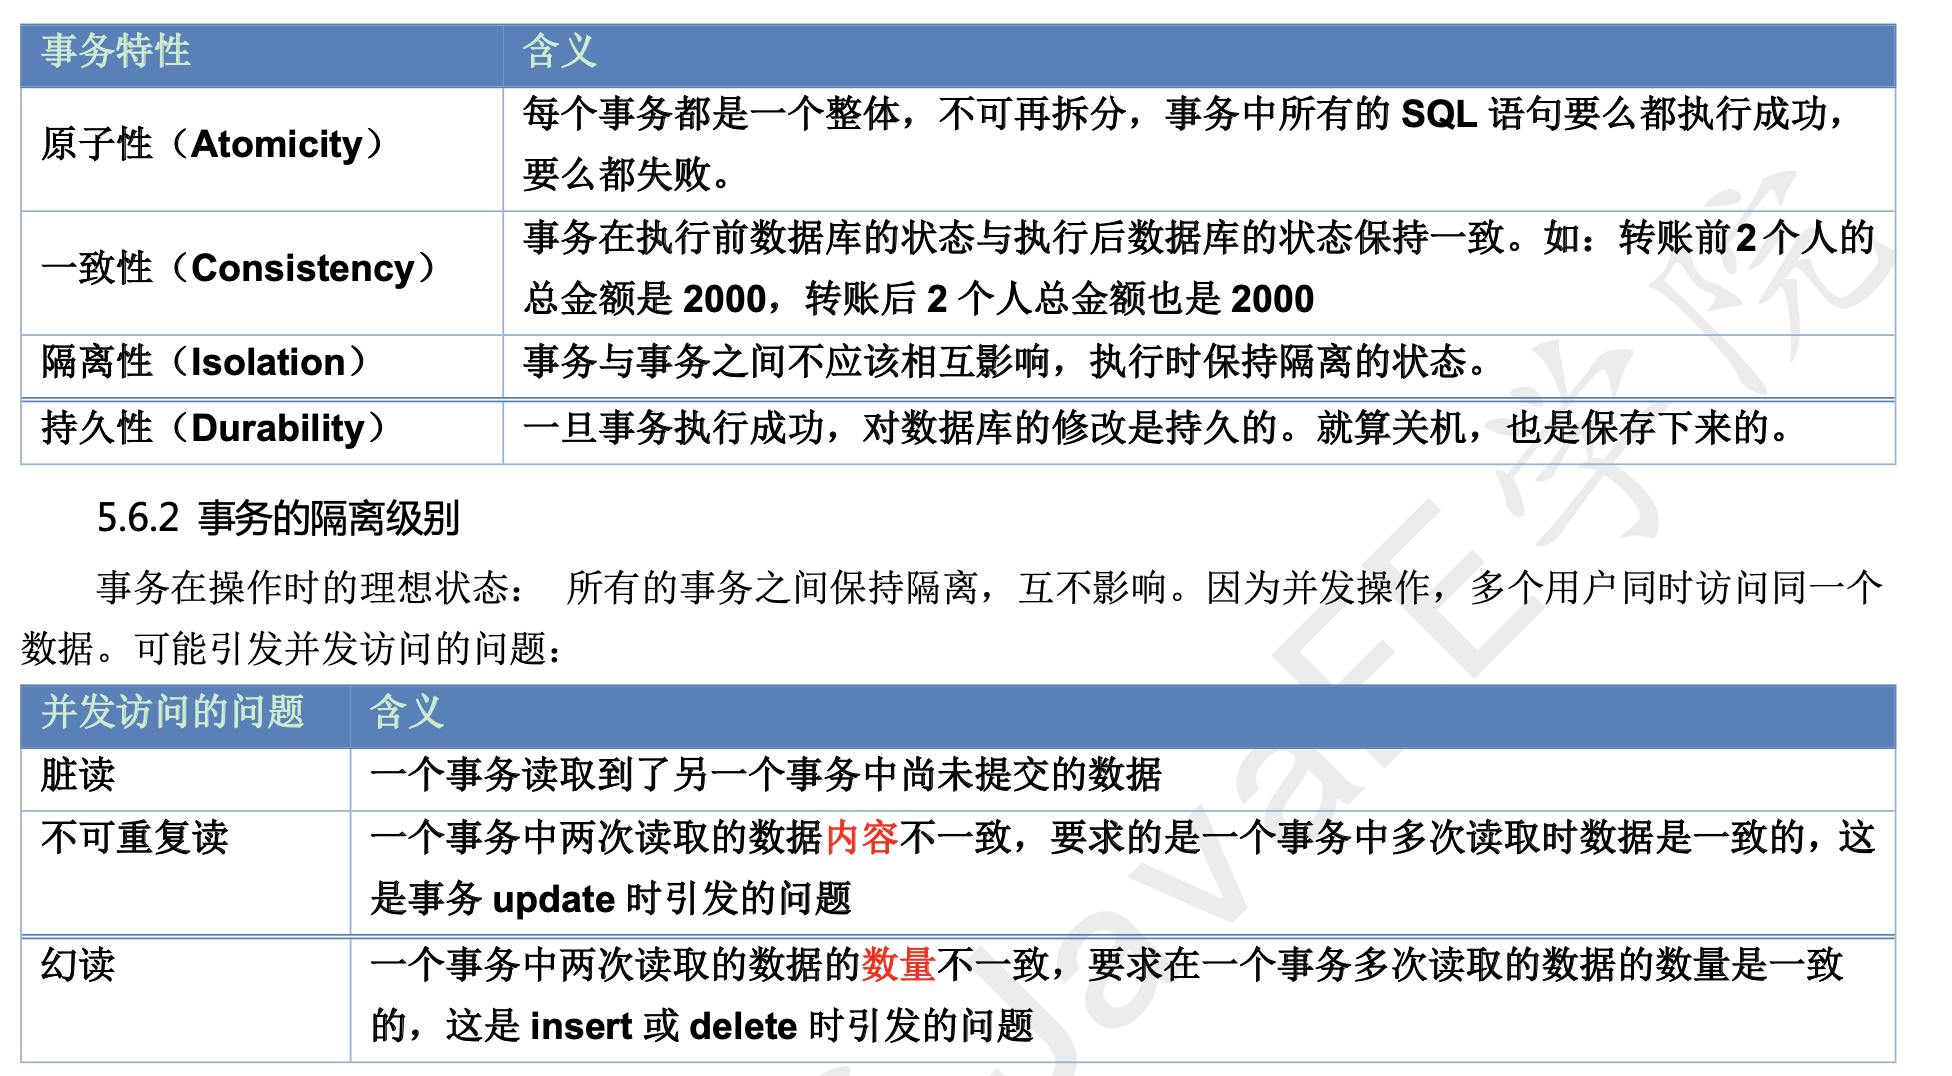 事务特性 含义
原子性（Atomicity） 每个事务都是一个整体，不可再拆分，事务中所有的 SQL 语句要么都执行成功，
要么都失败。
一致性（Consistency） 事务在执行前数据库的状态与执行后数据库的状态保持一致。如：转账前 2 个人的
总金额是 2000，转账后 2 个人总金额也是 2000
隔离性（Isolation） 事务与事务之间不应该相互影响，执行时保持隔离的状态。
持久性（Durability） 一旦事务执行成功，对数据库的修改是持久的。就算关机，也是保存下来的。
5.6.2 事务的隔离级别
事务在操作时的理想状态： 所有的事务之间保持隔离，互不影响。因为并发操作，多个用户同时访问同一个
数据。可能引发并发访问的问题：
并发访问的问题 含义
脏读 一个事务读取到了另一个事务中尚未提交的数据
不可重复读 一个事务中两次读取的数据内容不一致，要求的是一个事务中多次读取时数据是一致的，这
是事务 update 时引发的问题
幻读 一个事务中两次读取的数据的数量不一致，要求在一个事务多次读取的数据的数量是一致
的，这是 insert 或 delete 时引发的问题
JavaEE学院